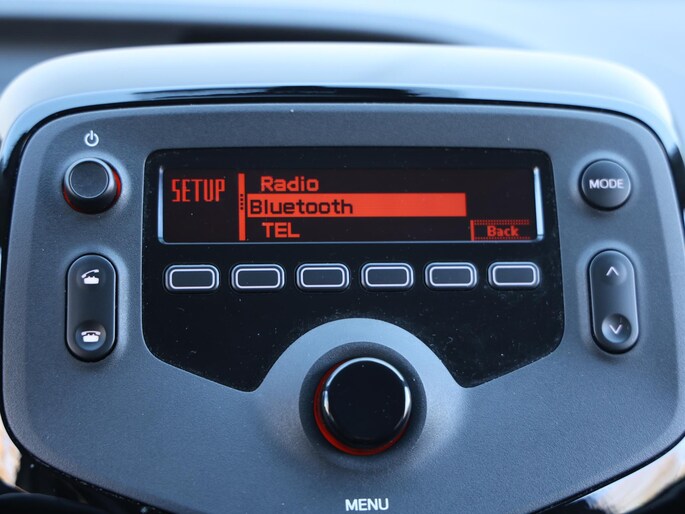 SETUP
Radio
Bluetooth
TEL
Back
MODE
MENU